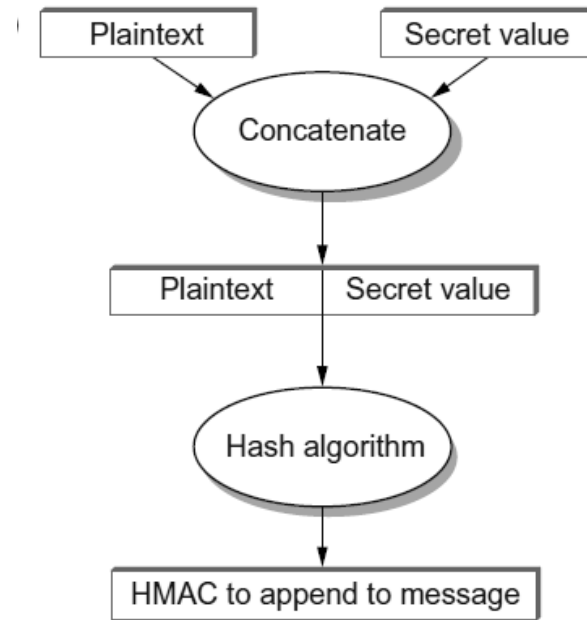 Plaintext
Secret value
Concatenate
Plaintext
Secret value
Hash algorithm
HMAC to append to message